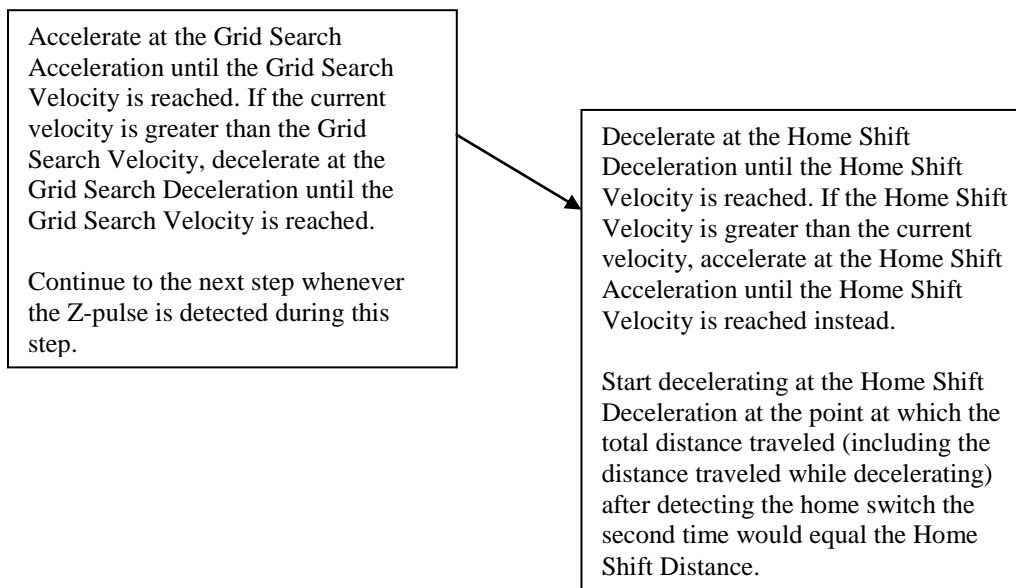 Accelerate at the Grid Search
Acceleration until the Grid Search
Velocity is reached. If the current
velocity is greater than the Grid
Search Velocity, decelerate at the
Grid Search Deceleration until the
Grid Search Velocity is reached.
Continue to the next step whenever
the Z-pulse is detected during this
step.
Decelerate at the Home Shift
Deceleration until the Home Shift
Velocity is reached. If the Home Shift
Velocity is greater than the current
velocity, accelerate at the Home Shift
Acceleration until the Home Shift
Velocity is reached instead.
Start decelerating at the Home Shift
Deceleration at the point at which the
total distance traveled (including the
distance traveled while decelerating)
after detecting the home switch the
second time would equal the Home
Shift Distance.